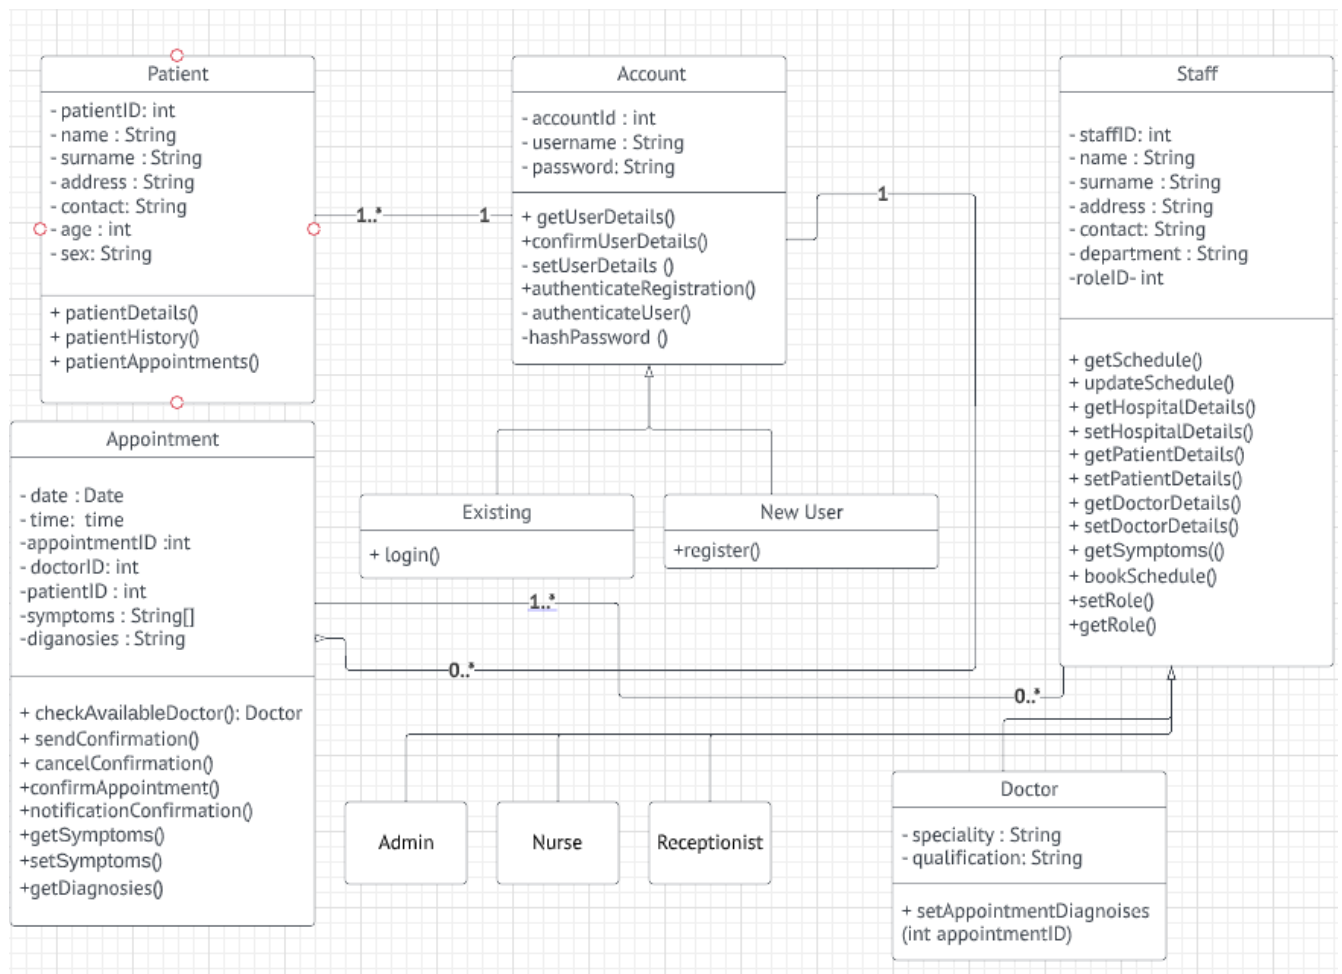 Patient
- patientID: int
- name : String
- surname : String
- address : String
- contact: String
- age : int
- sex: String
+ patientDetails()
+ patientHistory()
+ patientAppointments()
1..*
1
Account
- accountId : int
- username : String
- password: String
+ getUserDetails()
+confirmUserDetails()
- setUserDetails ()
+authenticateRegistration()
- authenticateUser()
-hashPassword ()
1
Staff
- staffID: int
- name : String
- surname : String
- address : String
- contact: String
- department : String
-roleID- int
+ getSchedule()
+ updateSchedule()
+ getHospitalDetails()
+ setHospitalDetails()
+ getPatientDetails()
+ setPatientDetails()
+ getDoctorDetails()
+ setDoctorDetails()
+ getSymptoms(()
+ bookSchedule()
+setRole()
+getRole()
Appointment
- date : Date
- time:  time
-appointmentID :int
- doctorID: int
-patientID : int
-symptoms : String[]
-diganosies : String
+ checkAvailableDoctor(): Doctor
+ sendConfirmation()
+ cancelConfirmation()
+confirmAppointment()
+notificationConfirmation()
+getSymptoms()
+setSymptoms()
+getDiagnosies()
Existing
+ login()
New User
+register()
1..*
0..*
0..*
Admin
Nurse
Receptionist
Doctor
- speciality : String
- qualification: String
+ setAppointmentDiagnoises
(int appointmentID)